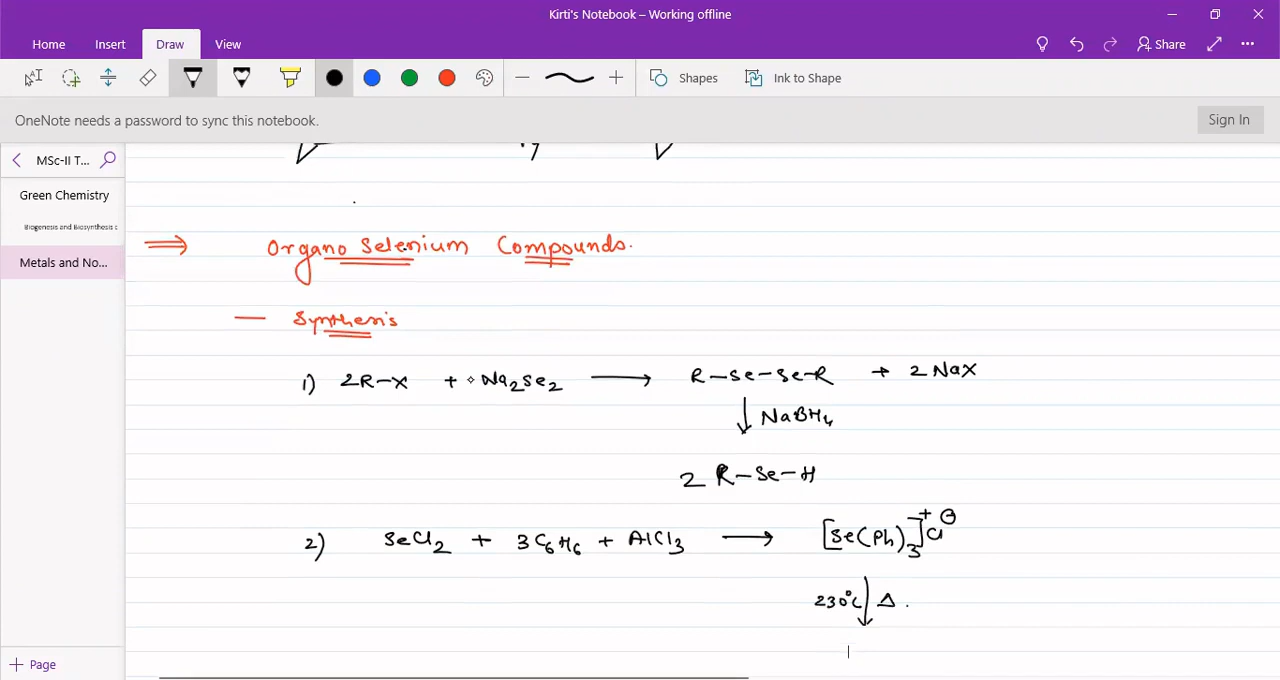 Kirti's Notebook – Working offline
Home Insert Draw View
Share
Shapes Ink to Shape
OneNote needs a password to sync this notebook.
Sign In
MSc-II T...
Green Chemistry
Biogenesis and Biosynthesis c
Metals and No...
⇒ Organo Selenium Compounds.
— Synthesis
1) 2R-X + Na₂Se₂ ⟶ R-Se-Se-R + 2 NaX
↓ NaBH₄
2 R-Se-H
2) SeCl₂ + 3C₆H₆ + AlCl₃ ⟶ [Se(Ph)₃]⁺Cl⊖
230°C ↓ Δ.
+ Page